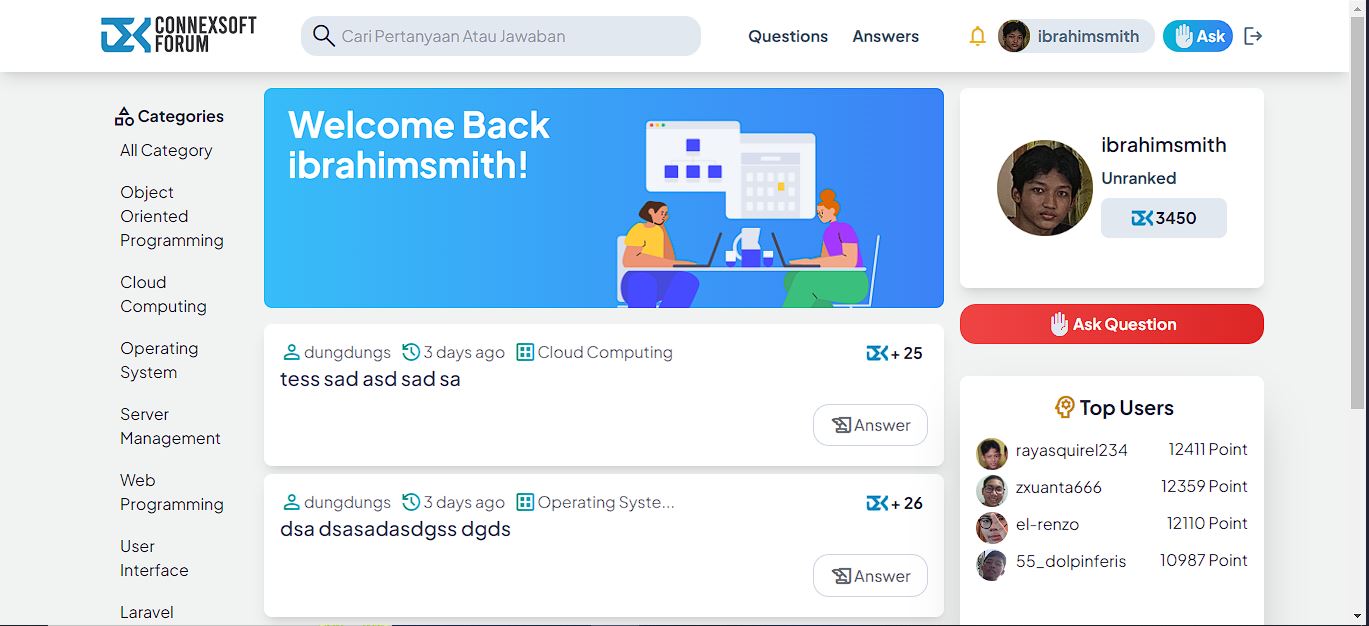 CONNEXSOFT
FORUM
Cari Pertanyaan Atau Jawaban
Questions
Answers
ibrahimsmith
Ask
Categories
All Category
Object
Oriented
Programming
Cloud
Computing
Operating
System
Server
Management
Web
Programming
User
Interface
Laravel
Welcome Back
ibrahimsmith!
dungdungs 3 days ago Cloud Computing
+ 25
tess sad asd sad sa
Answer
dungdungs 3 days ago Operating Syste...
+ 26
dsa dsasadasdgss dgds
Answer
ibrahimsmith
Unranked
3450
Ask Question
Top Users
rayasquirel234 12411 Point
zxuanta666 12359 Point
el-renzo 12110 Point
55_dolpinferis 10987 Point